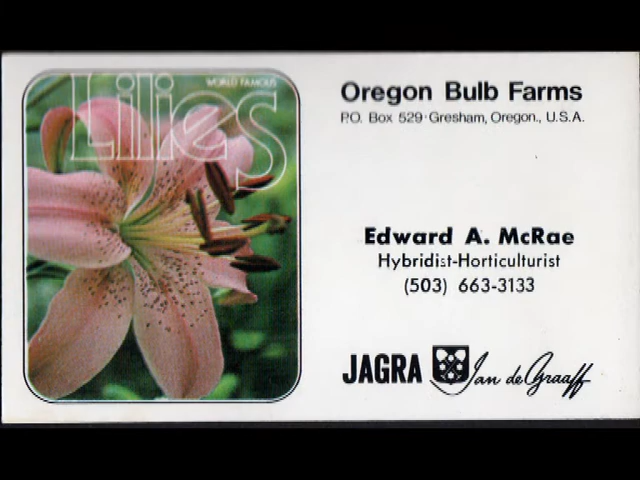 WORLD FAMOUS
Lilies
Oregon Bulb Farms
P.O. Box 529·Gresham, Oregon., U.S.A.
Edward A. McRae
Hybridist-Horticulturist
(503) 663-3133
JAGRA Jan de Graaff